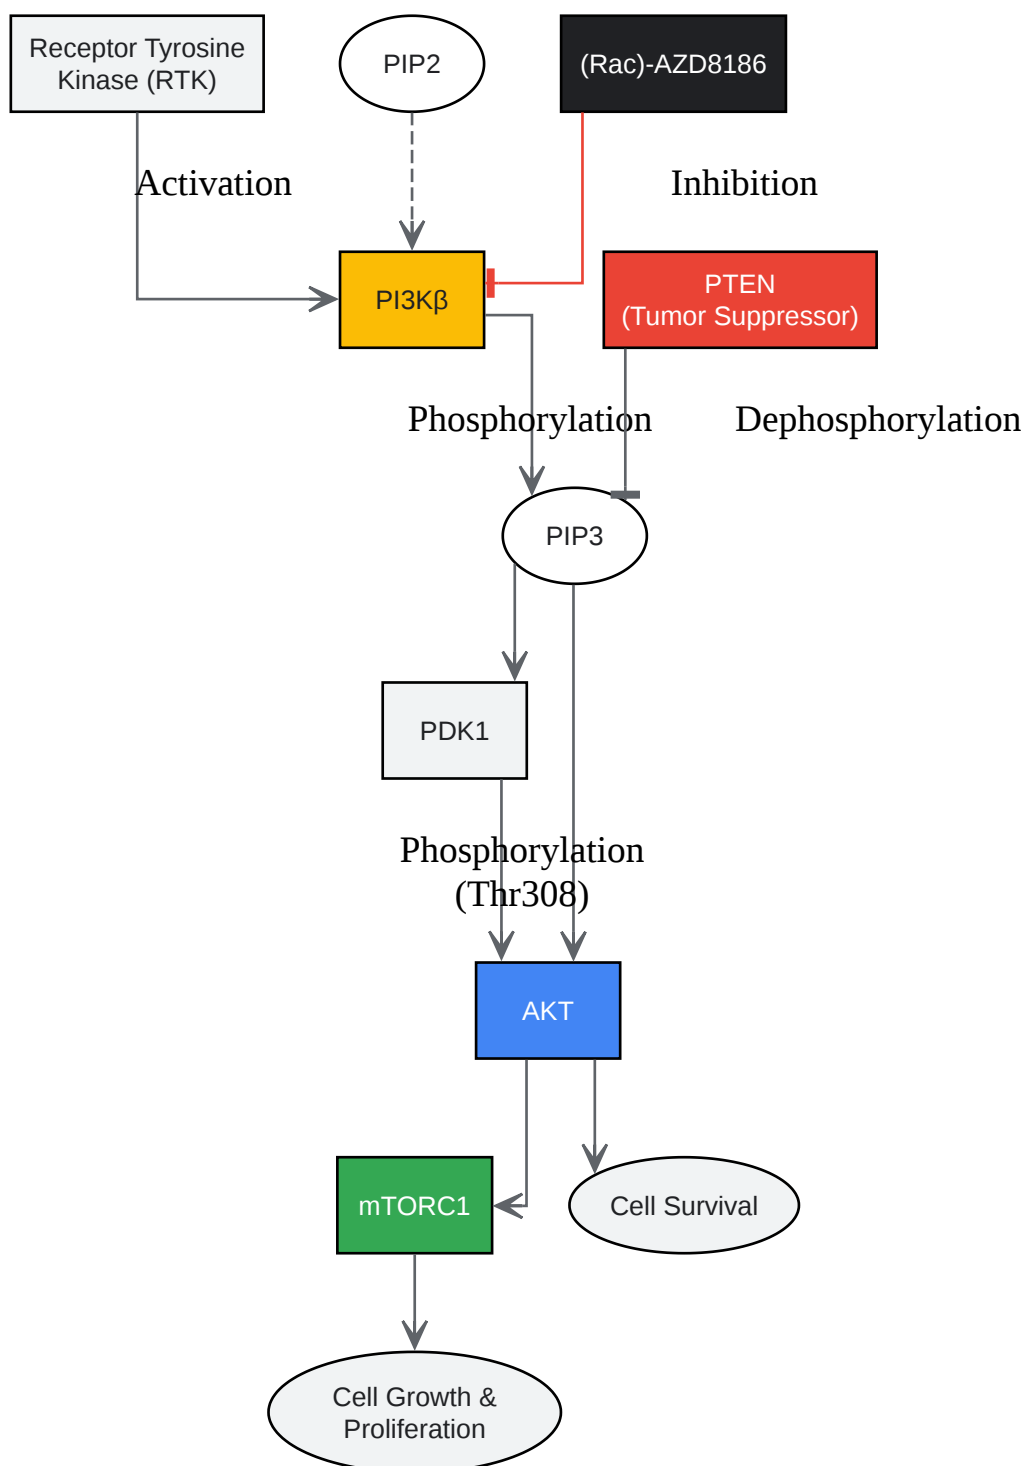 Receptor Tyrosine
Kinase (RTK)
PIP2
(Rac)-AZD8186
Activation
Inhibition
PI3Kβ
PTEN
(Tumor Suppressor)
Phosphorylation
Dephosphorylation
PIP3
PDK1
Phosphorylation
(Thr308)
AKT
mTORC1
Cell Survival
Cell Growth &
Proliferation